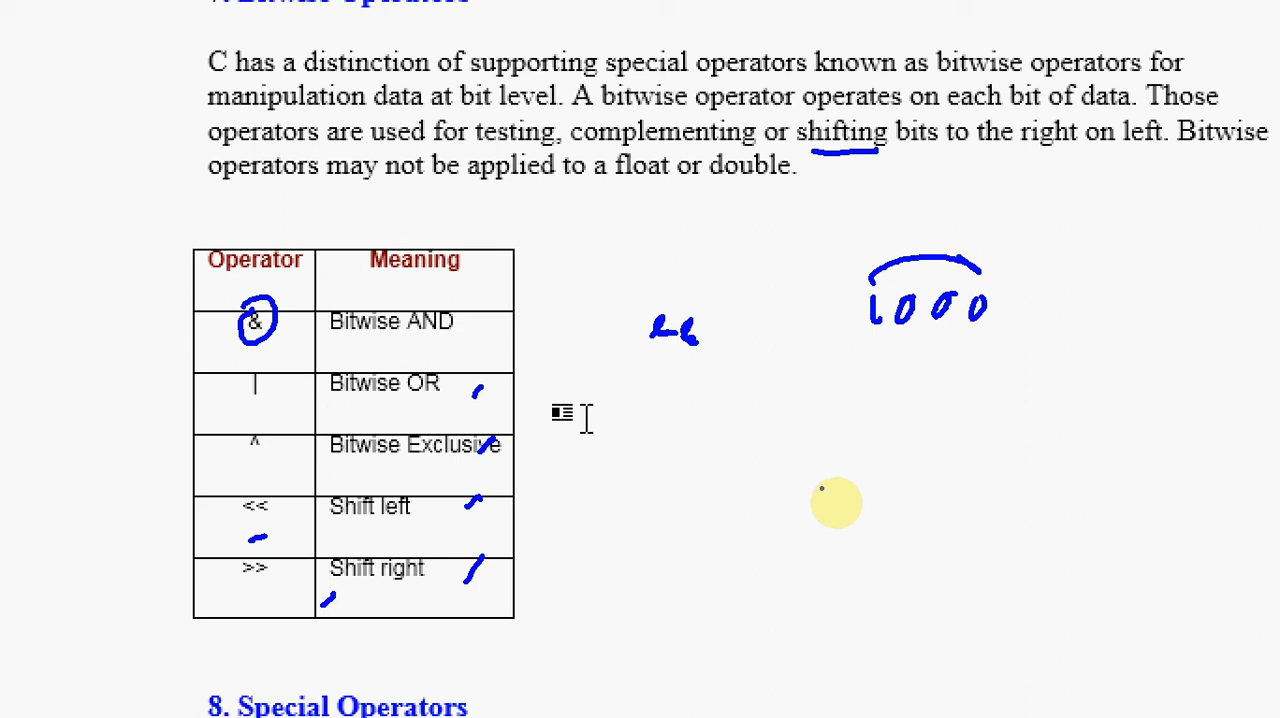 7. Bitwise Operators
C has a distinction of supporting special operators known as bitwise operators for
manipulation data at bit level. A bitwise operator operates on each bit of data. Those
operators are used for testing, complementing or shifting bits to the right on left. Bitwise
operators may not be applied to a float or double.
Operator Meaning
& Bitwise AND
1000
| Bitwise OR
^ Bitwise Exclusive
<< Shift left
>> Shift right
8. Special Operators